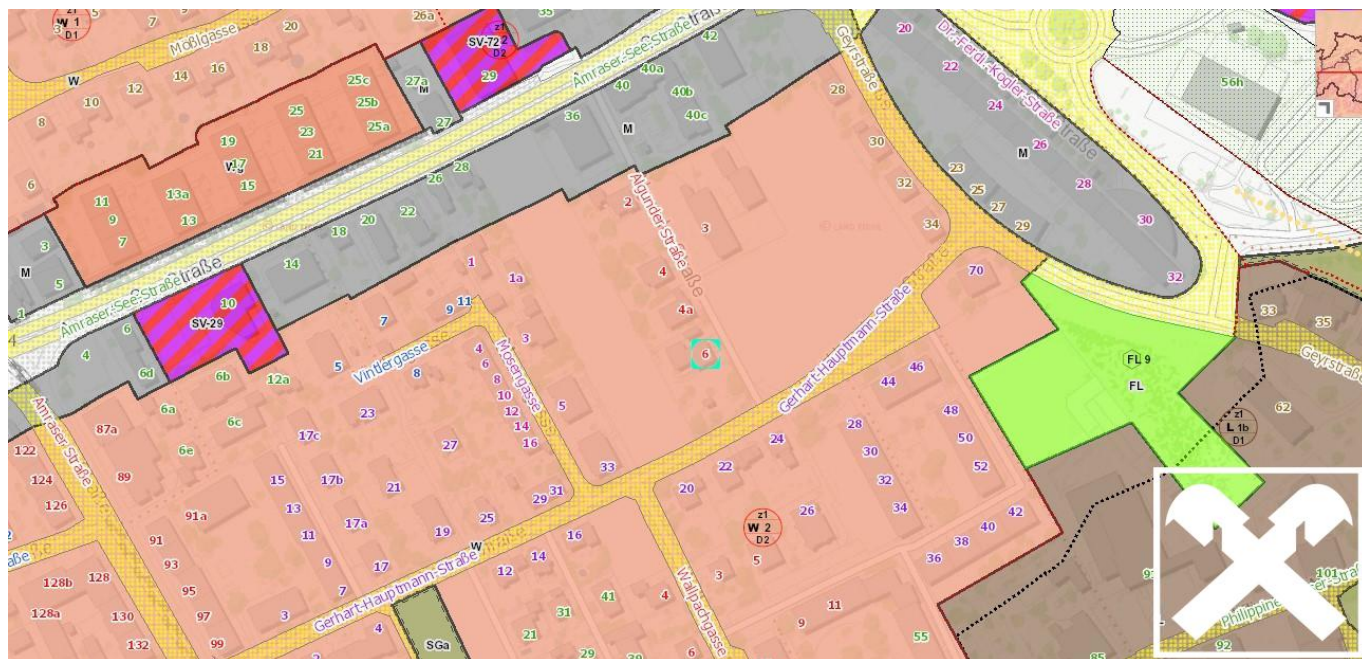 z1
W 1
D1
3
5
7
9
26a
Moßlgasse
20
18
16
14
12
10
8
6
W
35
SV-72
z1
2
D2
29
25c
25b
25a
25
23
21
19
17
15
Wg
13a
13
11
9
7
27a
M
27
Amraser-See-Straße
42
40a
40
40b
40c
36
M
28
26
22
20
18
14
3
M
5
1
Amraser-See-Straße
10
SV-29
6
4
6d
6b
12a
6a
6c
6e
Geyrstraße
28
30
32
34
20
22
24
26
28
30
32
Dr.-Ferdi.-Kogler-Straße
M
23
25
27
29
56h
Algunder-Straße
2
3
4
4a
6
70
1
1a
11
9
7
Vintlergasse
5
8
3
4
6
8
10
12
14
16
Mosengasse
5
33
31
29
23
27
21
25
19
17
17c
17b
17a
15
13
11
9
7
3
W
Gerhart-Hauptmann-Straße
Gerhart-Hauptmann-Straße
46
44
48
50
52
28
32
34
24
22
20
26
42
40
38
36
z1
W 2
D2
5
3
FL 9
FL
33
35
Geyrstraße
62
z1
L 1b
D1
Amraser-Straße
87a
89
91a
91
93
95
97
99
122
124
126
128b
128
128a
130
132
4
SGa
16
14
12
41
31
21
29
39
4
6
Wallpachgasse
9
11
55
85
101
92